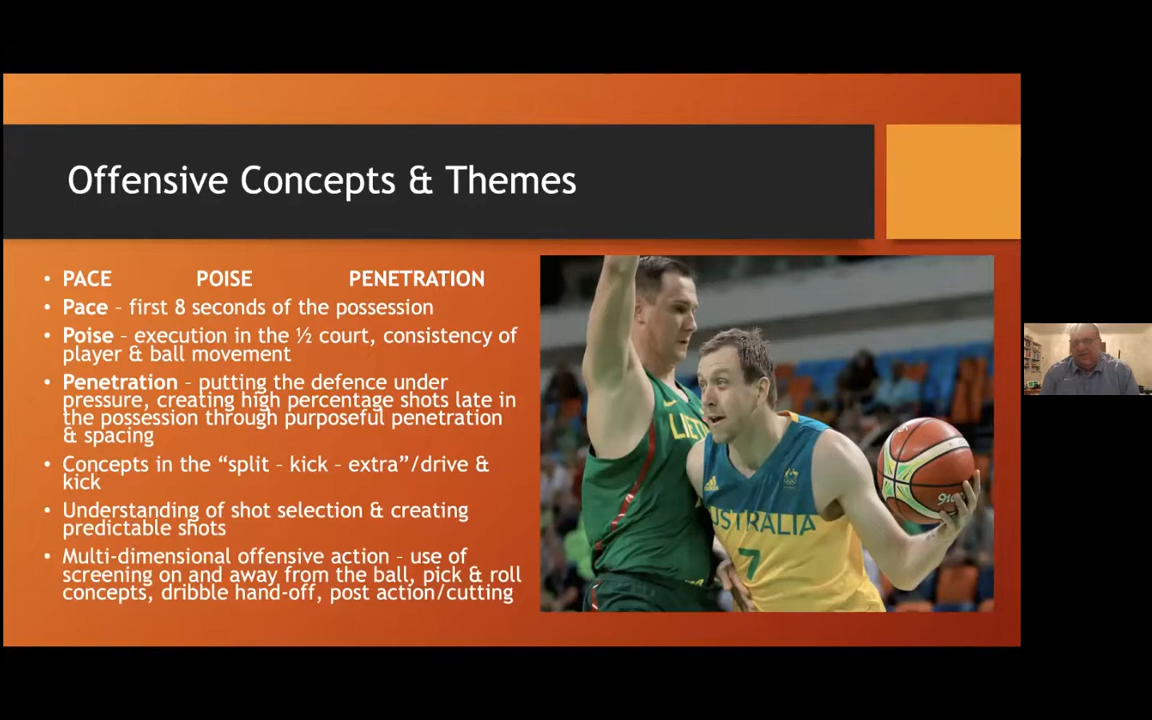 Offensive Concepts & Themes
• PACE POISE PENETRATION
• Pace – first 8 seconds of the possession
• Poise – execution in the ½ court, consistency of
player & ball movement
• Penetration – putting the defence under
pressure, creating high percentage shots late in
the possession through purposeful penetration
& spacing
• Concepts in the “split – kick – extra”/drive &
kick
• Understanding of shot selection & creating
predictable shots
• Multi-dimensional offensive action – use of
screening on and away from the ball, pick & roll
concepts, dribble hand-off, post action/cutting
AUSTRALIA
7